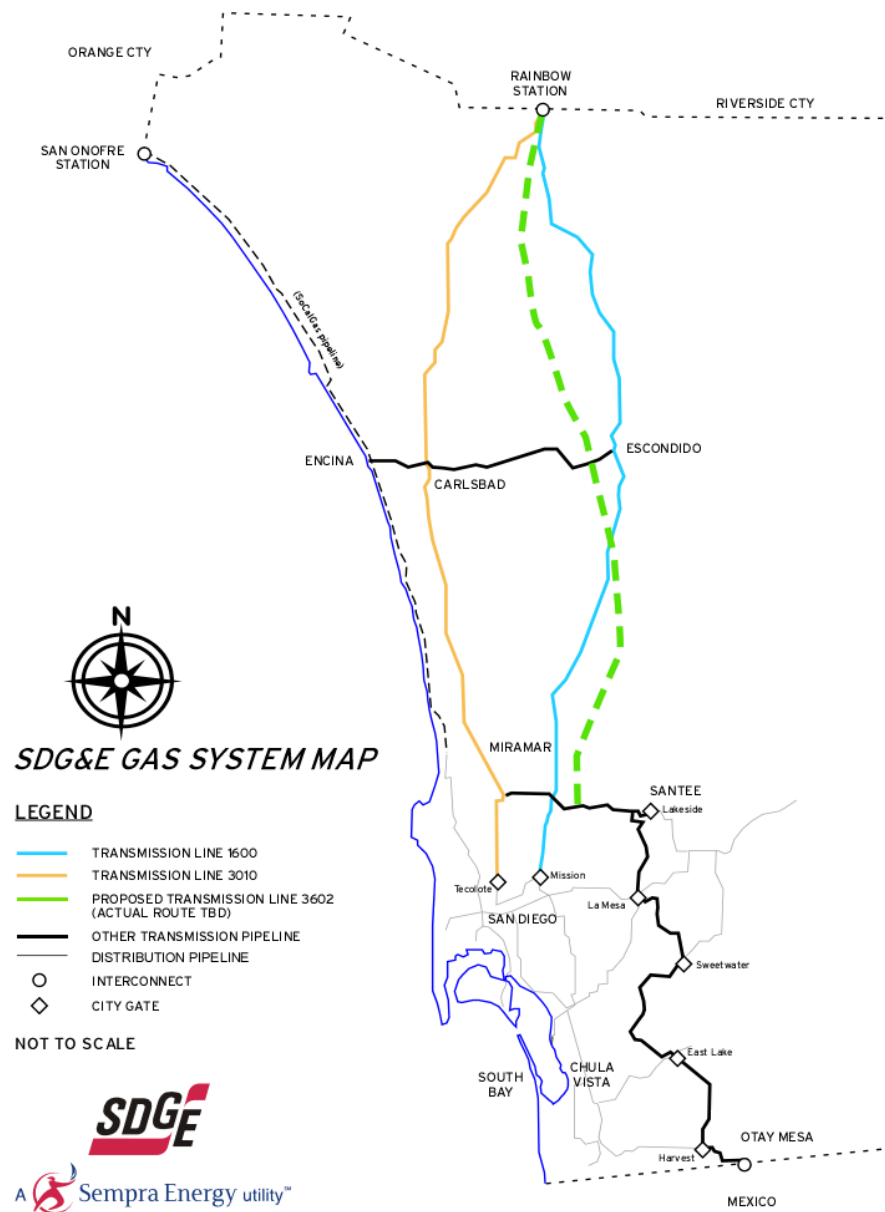 ORANGE CTY
RAINBOW
STATION
RIVERSIDE CTY
SAN ONOFRE
STATION
(SoCalGas pipeline)
ENCINA
ESCONDIDO
CARLSBAD
N
SDG&E GAS SYSTEM MAP
MIRAMAR
SANTEE
Lakeside
LEGEND
TRANSMISSION LINE 1600
TRANSMISSION LINE 3010
PROPOSED TRANSMISSION LINE 3602
(ACTUAL ROUTE TBD)
OTHER TRANSMISSION PIPELINE
DISTRIBUTION PIPELINE
INTERCONNECT
CITY GATE
NOT TO SCALE
Tecolote
Mission
La Mesa
SAN DIEGO
Sweetwater
East Lake
SOUTH
BAY
CHULA
VISTA
OTAY MESA
Harvest
MEXICO
SDGE
A Sempra Energy utility™